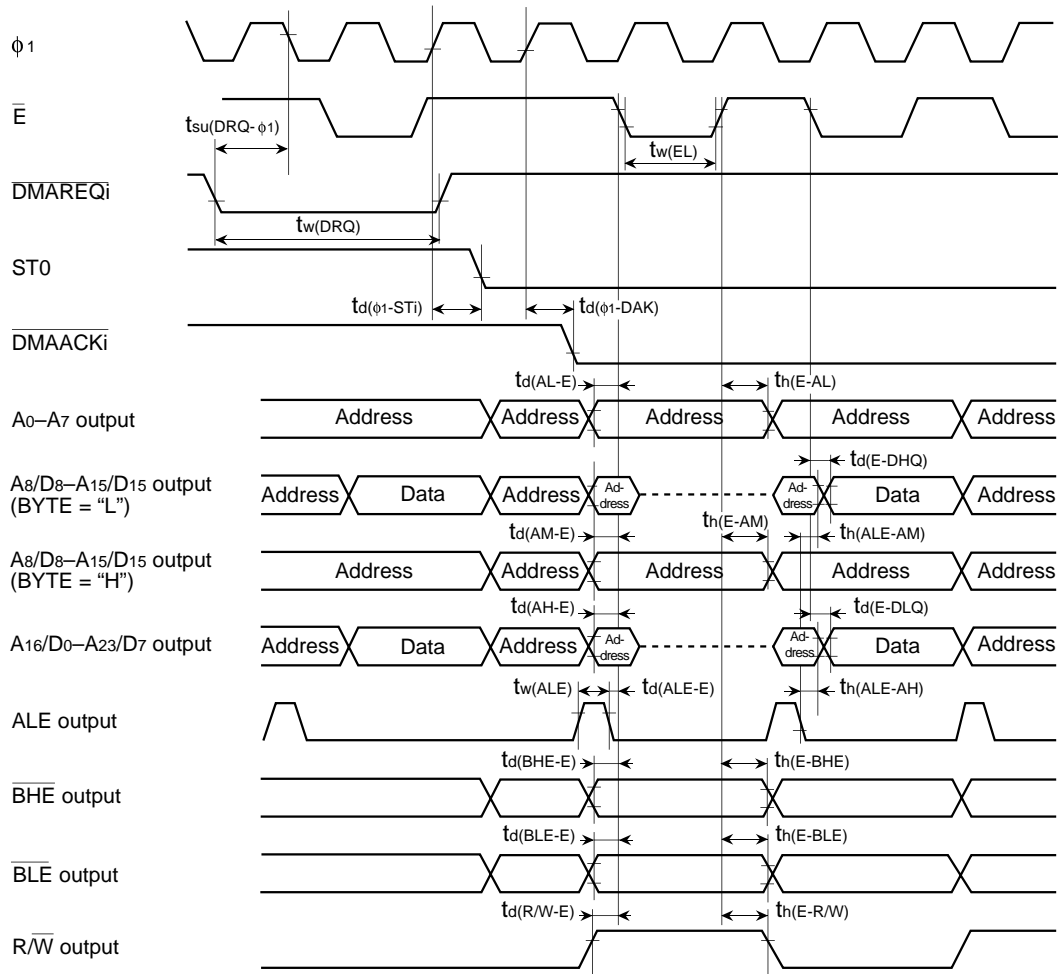 ϕ1
E
tsu(DRQ-ϕ1)
tw(EL)
DMAREQi
tw(DRQ)
ST0
td(ϕ1-STi)
td(ϕ1-DAK)
DMAACKi
td(AL-E)
th(E-AL)
A0–A7 output
Address
Address
Address
Address
Address
td(E-DHQ)
A8/D8–A15/D15 output
(BYTE = “L”)
Address
Data
Address
Ad-
dress
Ad-
dress
Data
Address
td(AM-E)
th(E-AM)
th(ALE-AM)
A8/D8–A15/D15 output
(BYTE = “H”)
Address
Address
Address
Address
Address
td(AH-E)
td(E-DLQ)
A16/D0–A23/D7 output
Address
Data
Address
Ad-
dress
Ad-
dress
Data
Address
tw(ALE)
td(ALE-E)
th(ALE-AH)
ALE output
td(BHE-E)
th(E-BHE)
BHE output
td(BLE-E)
th(E-BLE)
BLE output
td(R/W-E)
th(E-R/W)
R/W output